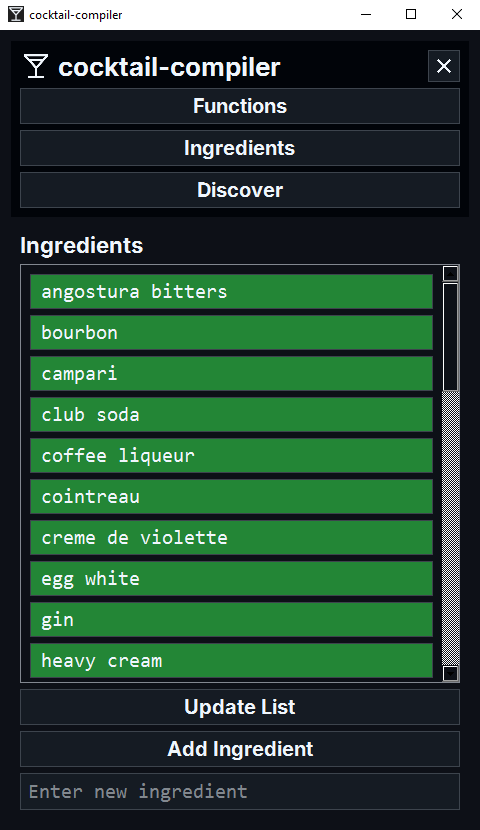 cocktail-compiler
cocktail-compiler
Functions
Ingredients
Discover
Ingredients
angostura bitters
bourbon
campari
club soda
coffee liqueur
cointreau
creme de violette
egg white
gin
heavy cream
Update List
Add Ingredient
Enter new ingredient